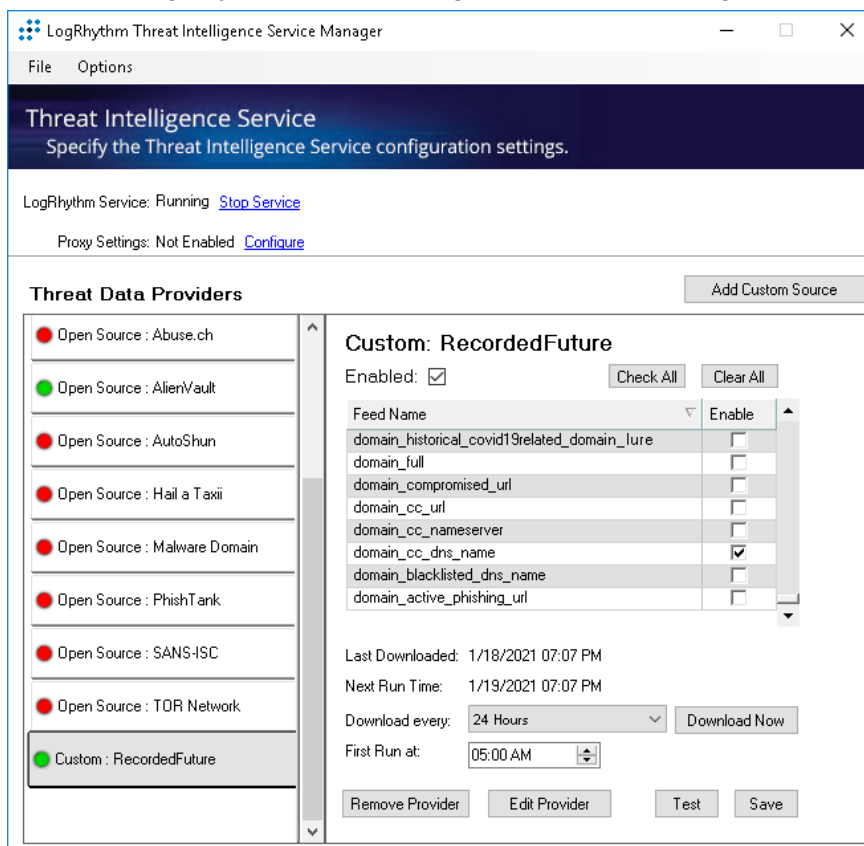 LogRhythm Threat Intelligence Service Manager
File Options
Threat Intelligence Service
Specify the Threat Intelligence Service configuration settings.
LogRhythm Service: Running Stop Service
Proxy Settings: Not Enabled Configure
Threat Data Providers
Add Custom Source
Open Source : Abuse.ch
Open Source : AlienVault
Open Source : AutoShun
Open Source : Hail a Taxii
Open Source : Malware Domain
Open Source : PhishTank
Open Source : SANS-ISC
Open Source : TOR Network
Custom : RecordedFuture
Custom: RecordedFuture
Enabled:
Check All Clear All
Feed Name Enable
domain_historical_covid19related_domain_lure
domain_full
domain_compromised_url
domain_cc_url
domain_cc_nameserver
domain_cc_dns_name
domain_blacklisted_dns_name
domain_active_phishing_url
Last Downloaded: 1/18/2021 07:07 PM
Next Run Time: 1/19/2021 07:07 PM
Download every: 24 Hours Download Now
First Run at: 05:00 AM
Remove Provider Edit Provider Test Save